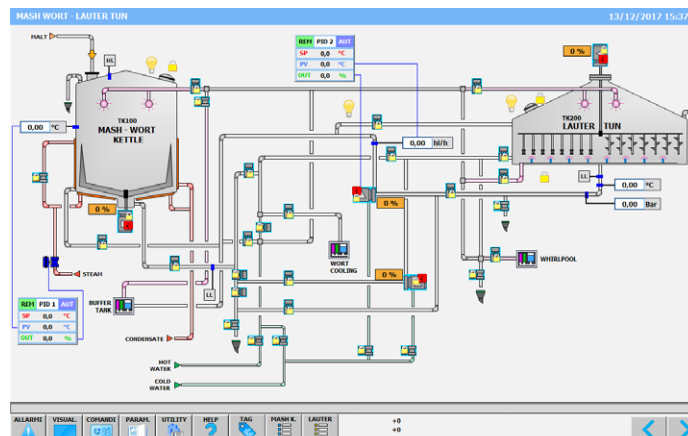 MASH WORT - LAUTER TUN
13/12/2017 15:37
MALT
HL
REM PID 2 AUT
SP 0,0 °C
PV 0,0 °C
OUT 0,0 %
0 %
TK100
MASH - WORT
KETTLE
0,00 °C
TK200
LAUTER TUN
0,00 hl/h
LL
0,00 °C
0,00 Bar
0 %
0 %
STEAM
WORT
COOLING
WHIRLPOOL
0 %
LL
BUFFER
TANK
REM PID 1 AUT
SP 0,0 °C
PV 0,0 °C
OUT 0,0 %
CONDENSATE
HOT
WATER
COLD
WATER
ALLARMI VISUAL. COMANDI PARAM. UTILITY HELP TAG MASH K. LAUTER
+0
+0